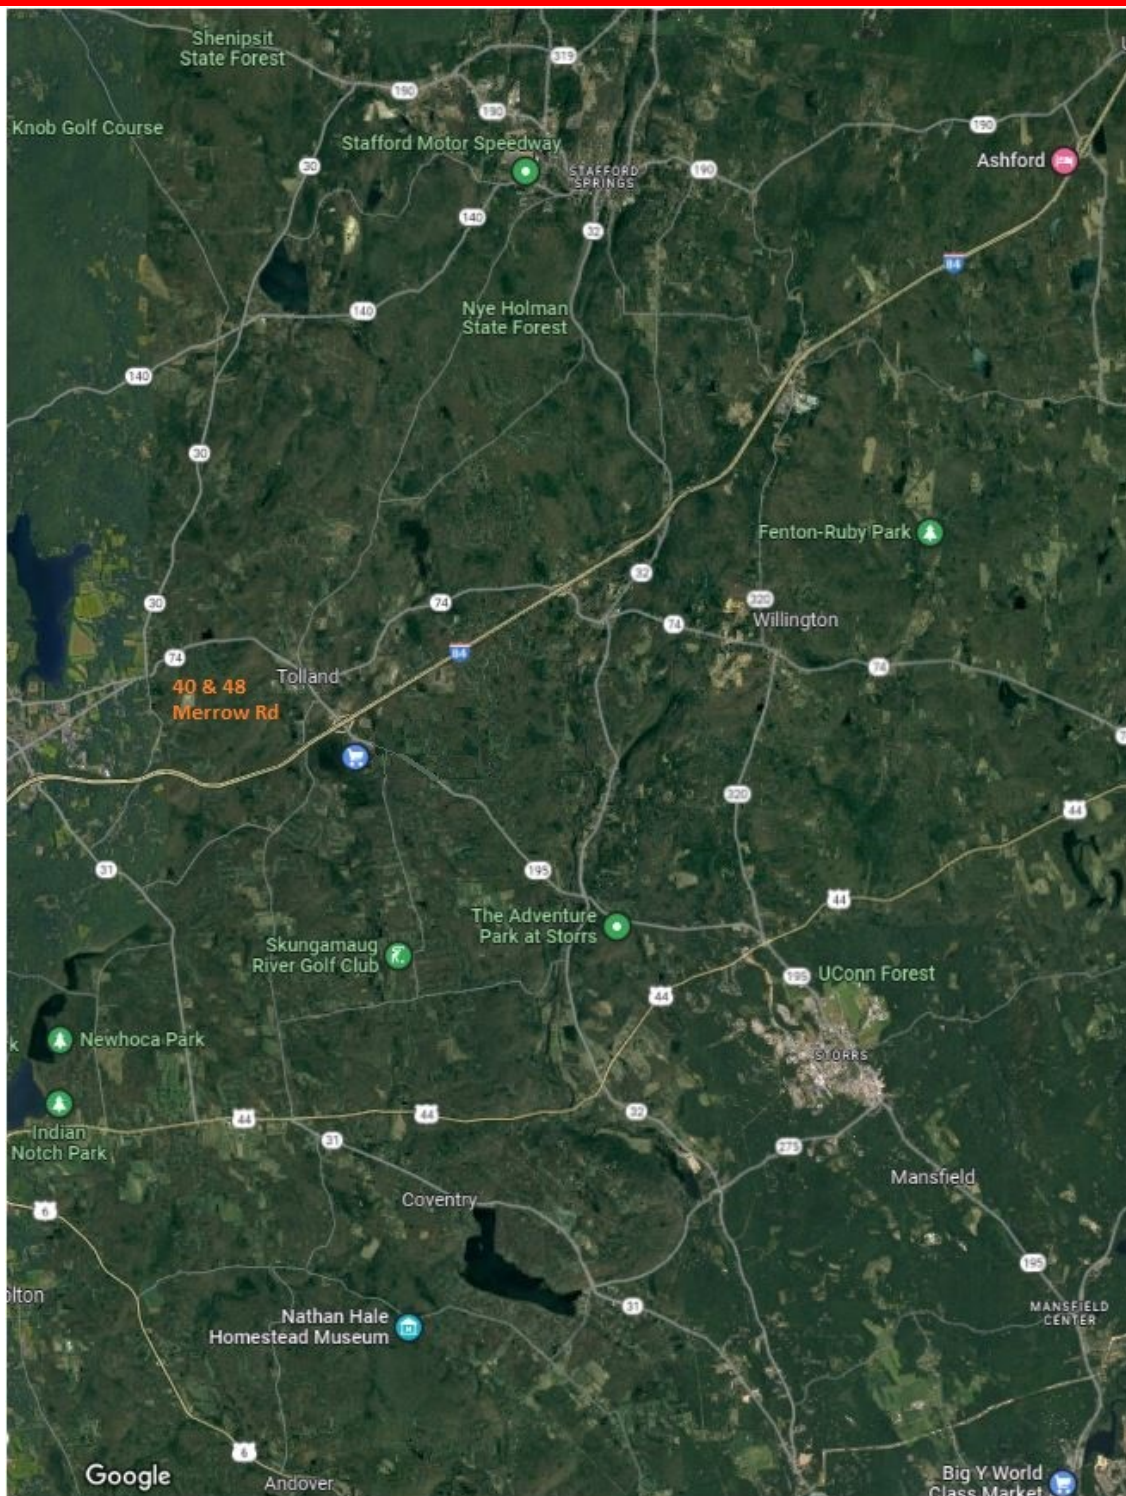 Shenipsit
State Forest
319
190
190
Knob Golf Course
190
Stafford Motor Speedway
STAFFORD
SPRINGS
30
190
Ashford
140
32
84
Nye Holman
State Forest
140
140
30
Fenton-Ruby Park
32
74
30
320
Willington
74
84
74
74
Tolland
40 & 48
Merrow Rd
320
44
31
195
44
The Adventure
Park at Storrs
Skungamaug
River Golf Club
195
UConn Forest
44
Newhoca Park
STORRS
44
44
32
Indian
Notch Park
31
275
Mansfield
Coventry
6
195
31
Nathan Hale
Homestead Museum
MANSFIELD
CENTER
6
Google
Andover
Big Y World
Class Market